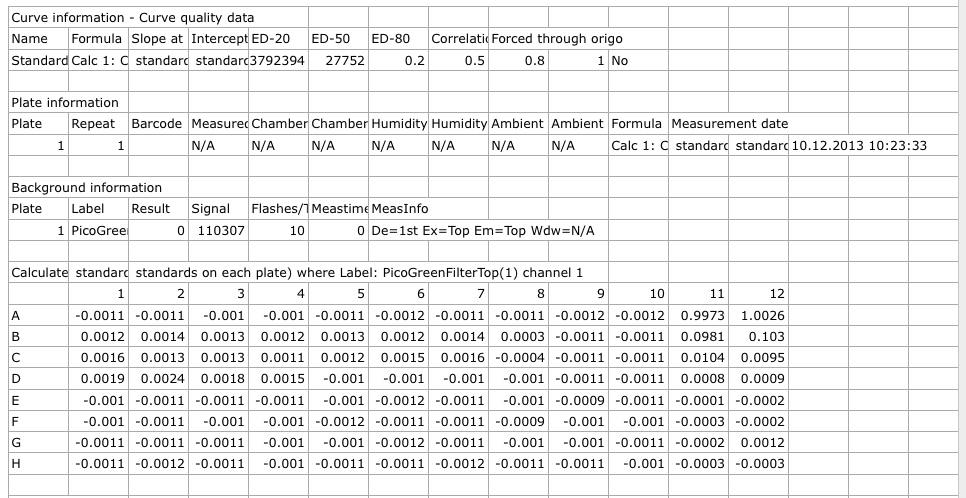 Curve information - Curve quality data
Name Formula Slope at Intercept ED-20 ED-50 ED-80 Correlatic Forced through origo
Standard Calc 1: C standard standard 3792394 27752 0.2 0.5 0.8 1 No
Plate information
Plate Repeat Barcode Measured Chamber Chamber Humidity Humidity Ambient Ambient Formula Measurement date
1 1 N/A N/A N/A N/A N/A N/A N/A Calc 1: C standard standard 10.12.2013 10:23:33
Background information
Plate Label Result Signal Flashes/T Meastime MeasInfo
1 PicoGreen 0 110307 10 0 De=1st Ex=Top Em=Top Wdw=N/A
Calculate standard standards on each plate) where Label: PicoGreenFilterTop(1) channel 1
1 2 3 4 5 6 7 8 9 10 11 12
A -0.0011 -0.0011 -0.001 -0.001 -0.0011 -0.0012 -0.0011 -0.0011 -0.0012 -0.0012 0.9973 1.0026
B 0.0012 0.0014 0.0013 0.0012 0.0013 0.0012 0.0014 0.0003 -0.0011 -0.0011 0.0981 0.103
C 0.0016 0.0013 0.0013 0.0011 0.0012 0.0015 0.0016 -0.0004 -0.0011 -0.0011 0.0104 0.0095
D 0.0019 0.0024 0.0018 0.0015 -0.001 -0.001 -0.001 -0.001 -0.0011 -0.0011 0.0008 0.0009
E -0.001 -0.0011 -0.0011 -0.0011 -0.001 -0.0012 -0.0011 -0.001 -0.0009 -0.0011 -0.0001 -0.0002
F -0.001 -0.0011 -0.001 -0.001 -0.0012 -0.0011 -0.0011 -0.0009 -0.001 -0.001 -0.0003 -0.0002
G -0.0011 -0.0011 -0.0011 -0.001 -0.001 -0.0012 -0.0011 -0.001 -0.001 -0.0011 -0.0002 0.0012
H -0.0011 -0.0012 -0.0011 -0.001 -0.0011 -0.0011 -0.0012 -0.0011 -0.0011 -0.001 -0.0003 -0.0003